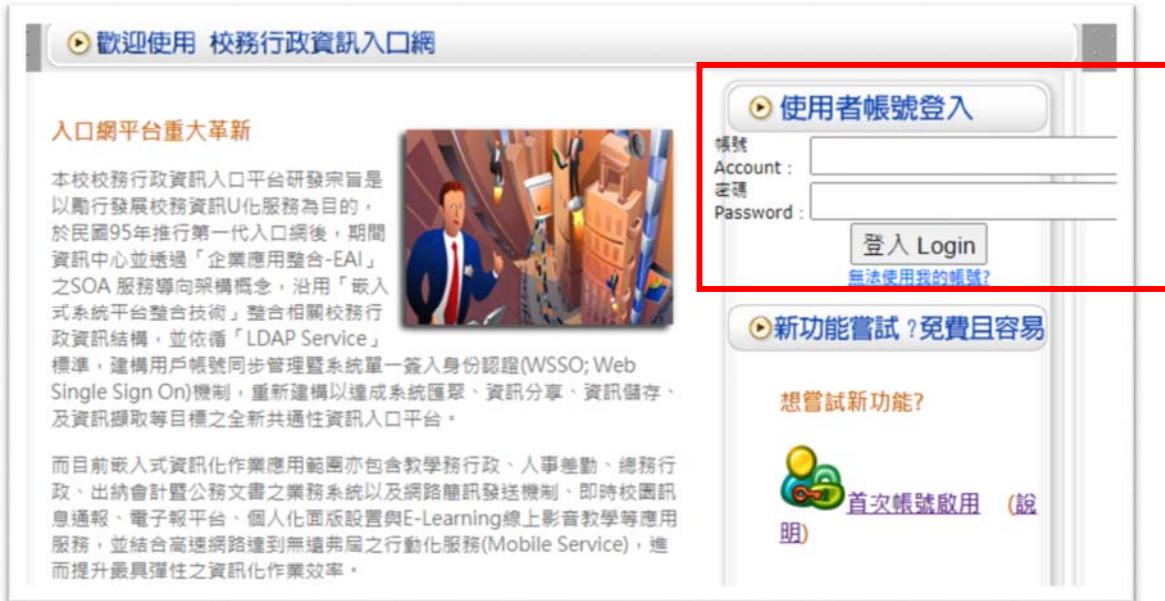 歡迎使用 校務行政資訊入口網
入口網平台重大革新
本校校務行政資訊入口平台研發宗旨是
以勵行發展校務資訊U化服務為目的，
於民國95年推行第一代入口網後，期間
資訊中心並透過「企業應用整合-EAI」
之SOA 服務導向架構概念，沿用「嵌入
式系統平台整合技術」整合相關校務行
政資訊結構，並依循「LDAP Service」
標準，建構用戶帳號同步管理暨系統單一簽入身份認證(WSSO; Web
Single Sign On)機制，重新建構以達成系統匯聚、資訊分享、資訊儲存、
及資訊擷取等目標之全新共通性資訊入口平台。
而目前嵌入式資訊化作業應用範圍亦包含教學務行政、人事差勤、總務行
政、出納會計暨公務文書之業務系統以及網路簡訊發送機制、即時校園訊
息通報、電子報平台、個人化面版設置與E-Learning線上影音教學等應用
服務，並結合高速網路達到無遠弗屆之行動化服務(Mobile Service)，進
而提升最具彈性之資訊化作業效率。
使用者帳號登入
帳號
Account :
密碼
Password :
登入 Login
無法使用我的帳號?
新功能嘗試?免費且容易
想嘗試新功能?
首次帳號啟用 (說
明)